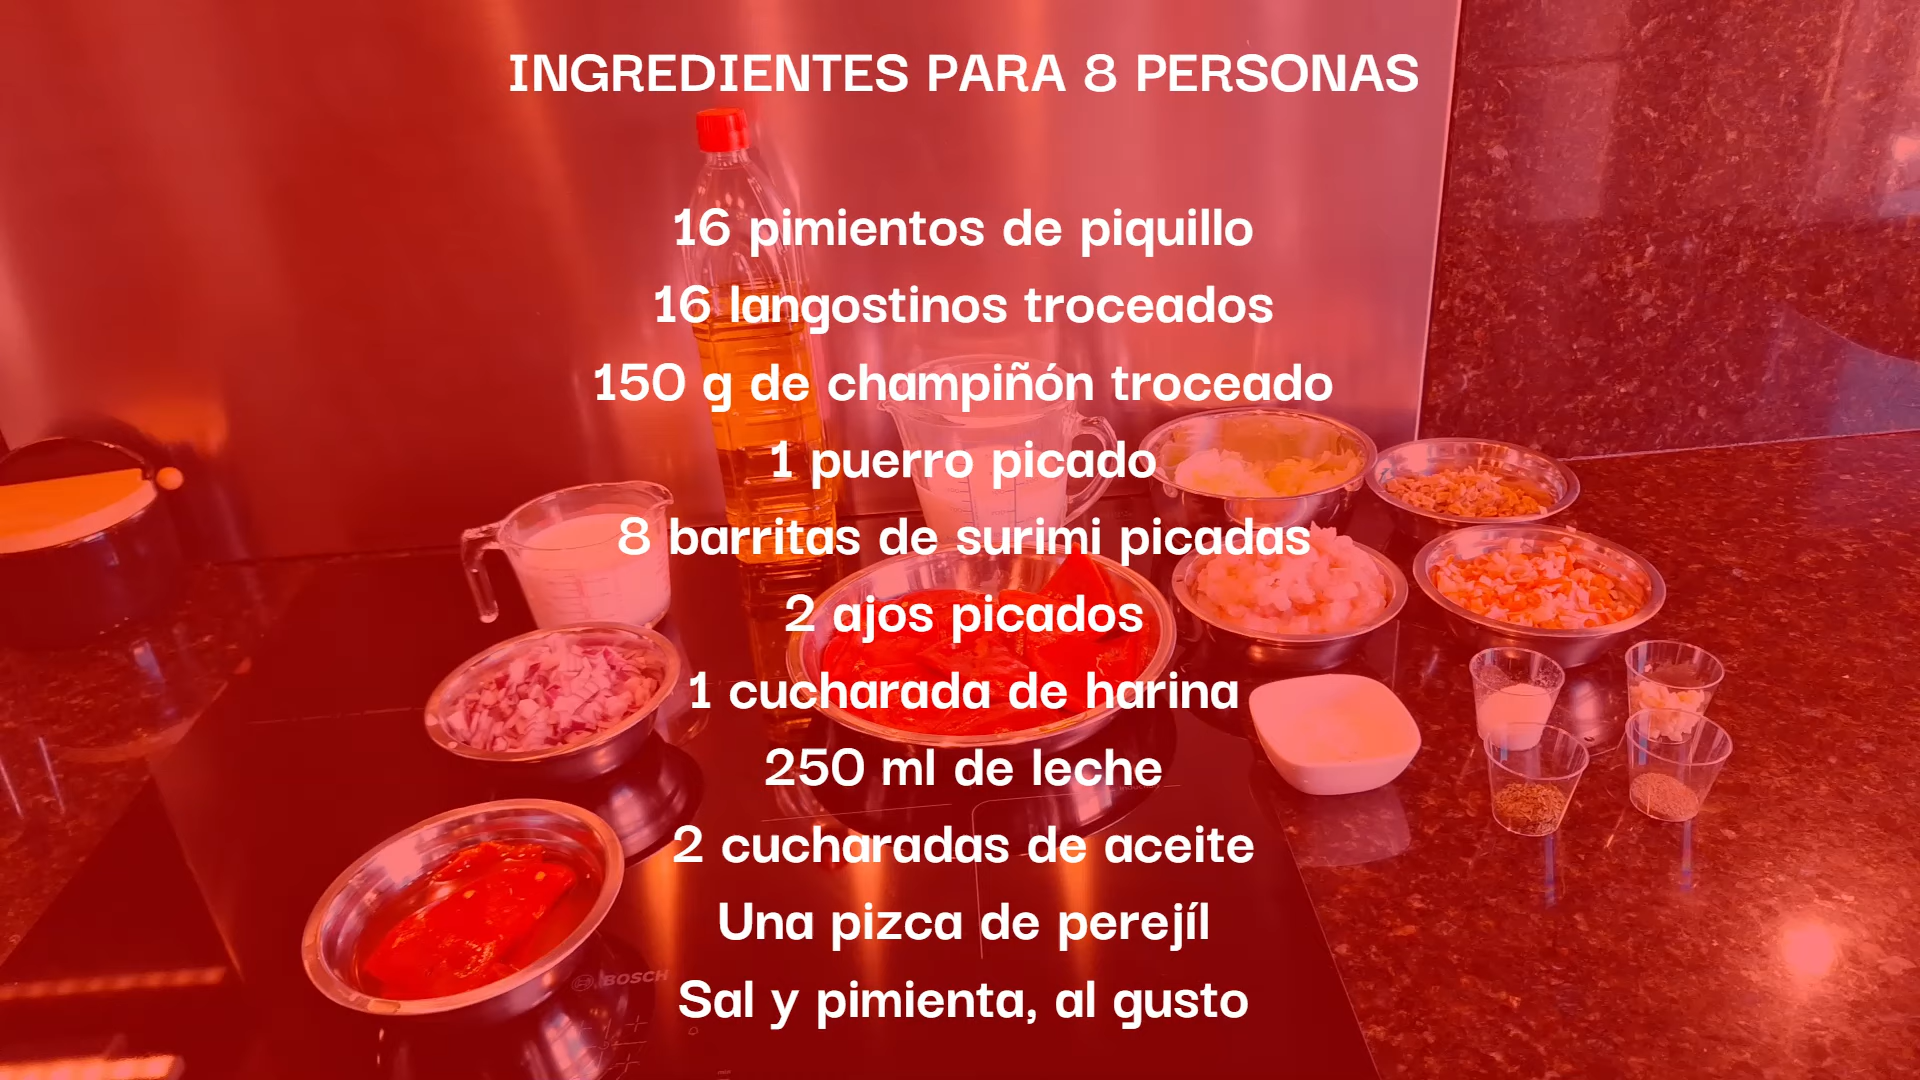 INGREDIENTES PARA 8 PERSONAS
16 pimientos de piquillo
16 langostinos troceados
150 g de champiñón troceado
1 puerro picado
8 barritas de surimi picadas
2 ajos picados
1 cucharada de harina
250 ml de leche
2 cucharadas de aceite
Una pizca de perejíl
Sal y pimienta, al gusto
BOSCH